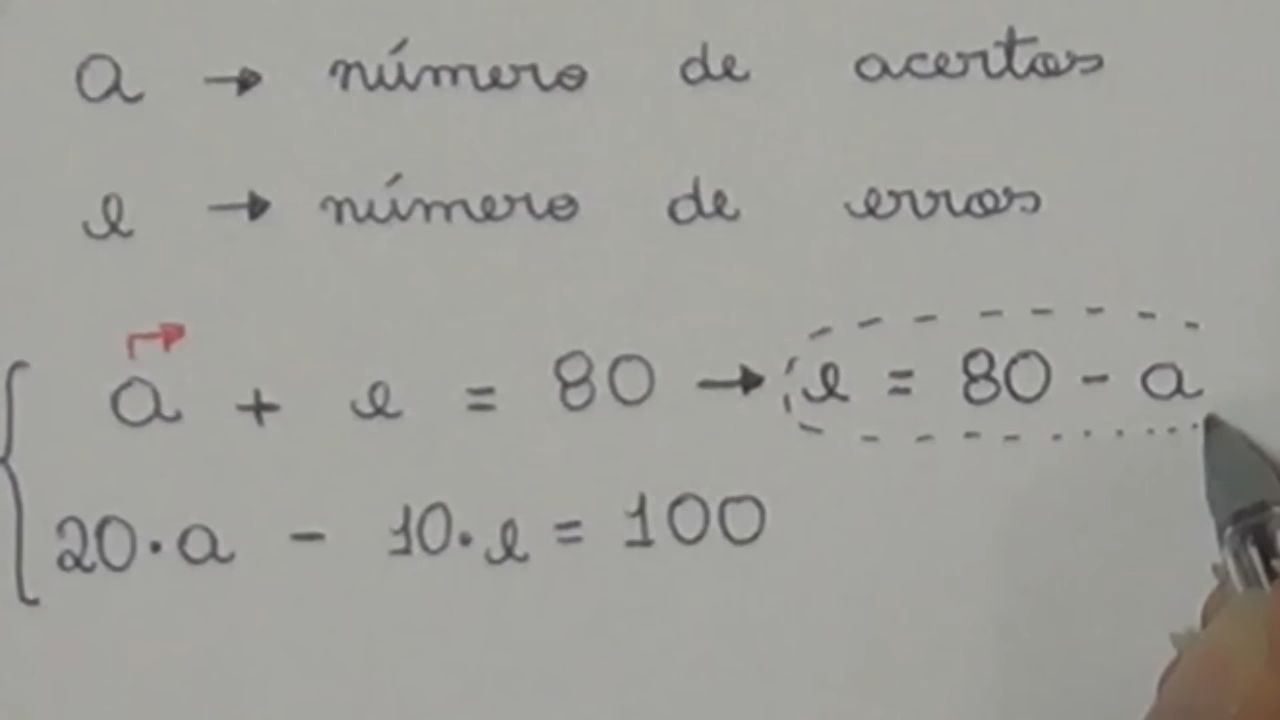 a → número de acertos
e → número de erros
a + e = 80 → e = 80 - a
20·a - 10·e = 100